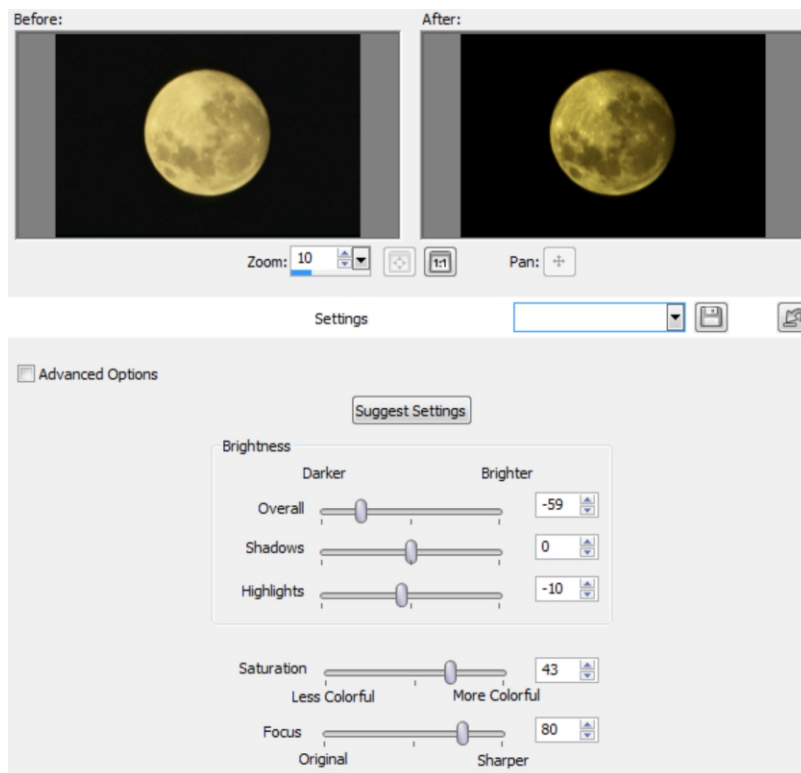 Before: After:
Zoom: 10 1:1 Pan:
Settings
Advanced Options
Suggest Settings
Brightness
Darker Brighter
Overall -59
Shadows 0
Highlights -10
Saturation 43
Less Colorful More Colorful
Focus 80
Original Sharper